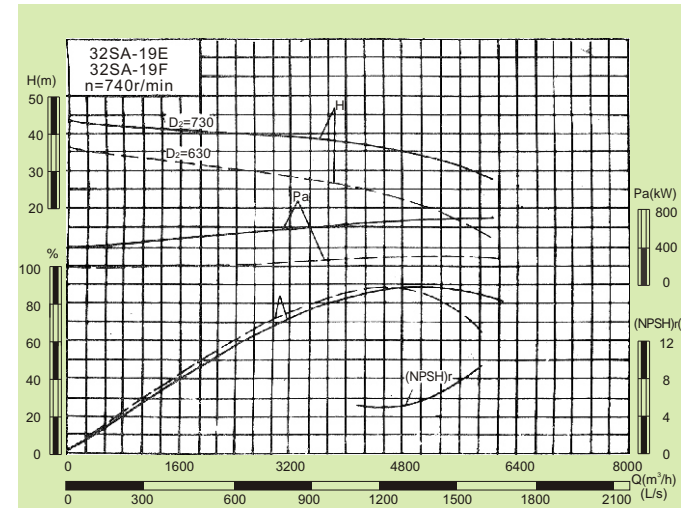 32SA-19E
32SA-19F
n=740r/min
H(m)
50
40
30
20
%
100
80
60
40
20
0
D₂=730
D₂=630
H
Pa
(NPSH)r
Pa(kW)
800
400
0
(NPSH)r(
12
8
4
0
0 1600 3200 4800 6400 8000
Q(m³/h)
0 300 600 900 1200 1500 1800 2100
(L/s)